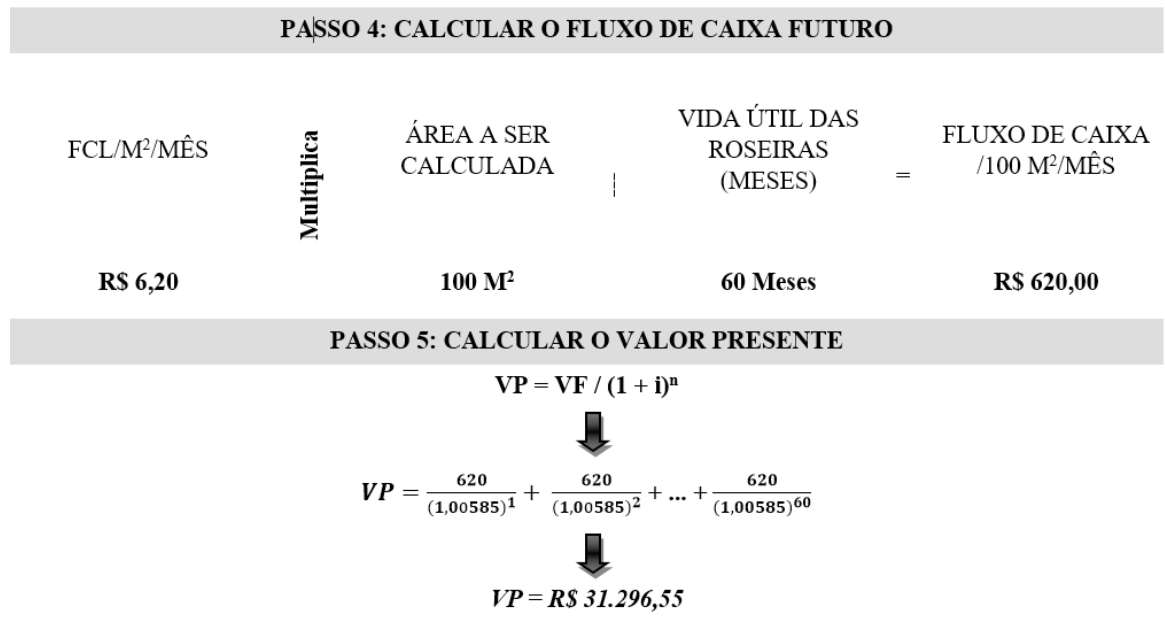 PASSO 4: CALCULAR O FLUXO DE CAIXA FUTURO
FCL/M²/MÊS
Multiplica
ÁREA A SER
CALCULADA
VIDA ÚTIL DAS
ROSEIRAS
(MESES)
=
FLUXO DE CAIXA
/100 M²/MÊS
R$ 6,20
100 M²
60 Meses
R$ 620,00
PASSO 5: CALCULAR O VALOR PRESENTE
VP = VF / (1 + i)ⁿ
VP = 620/(1,00585)¹ + 620/(1,00585)² + ... + 620/(1,00585)⁶⁰
VP = R$ 31.296,55